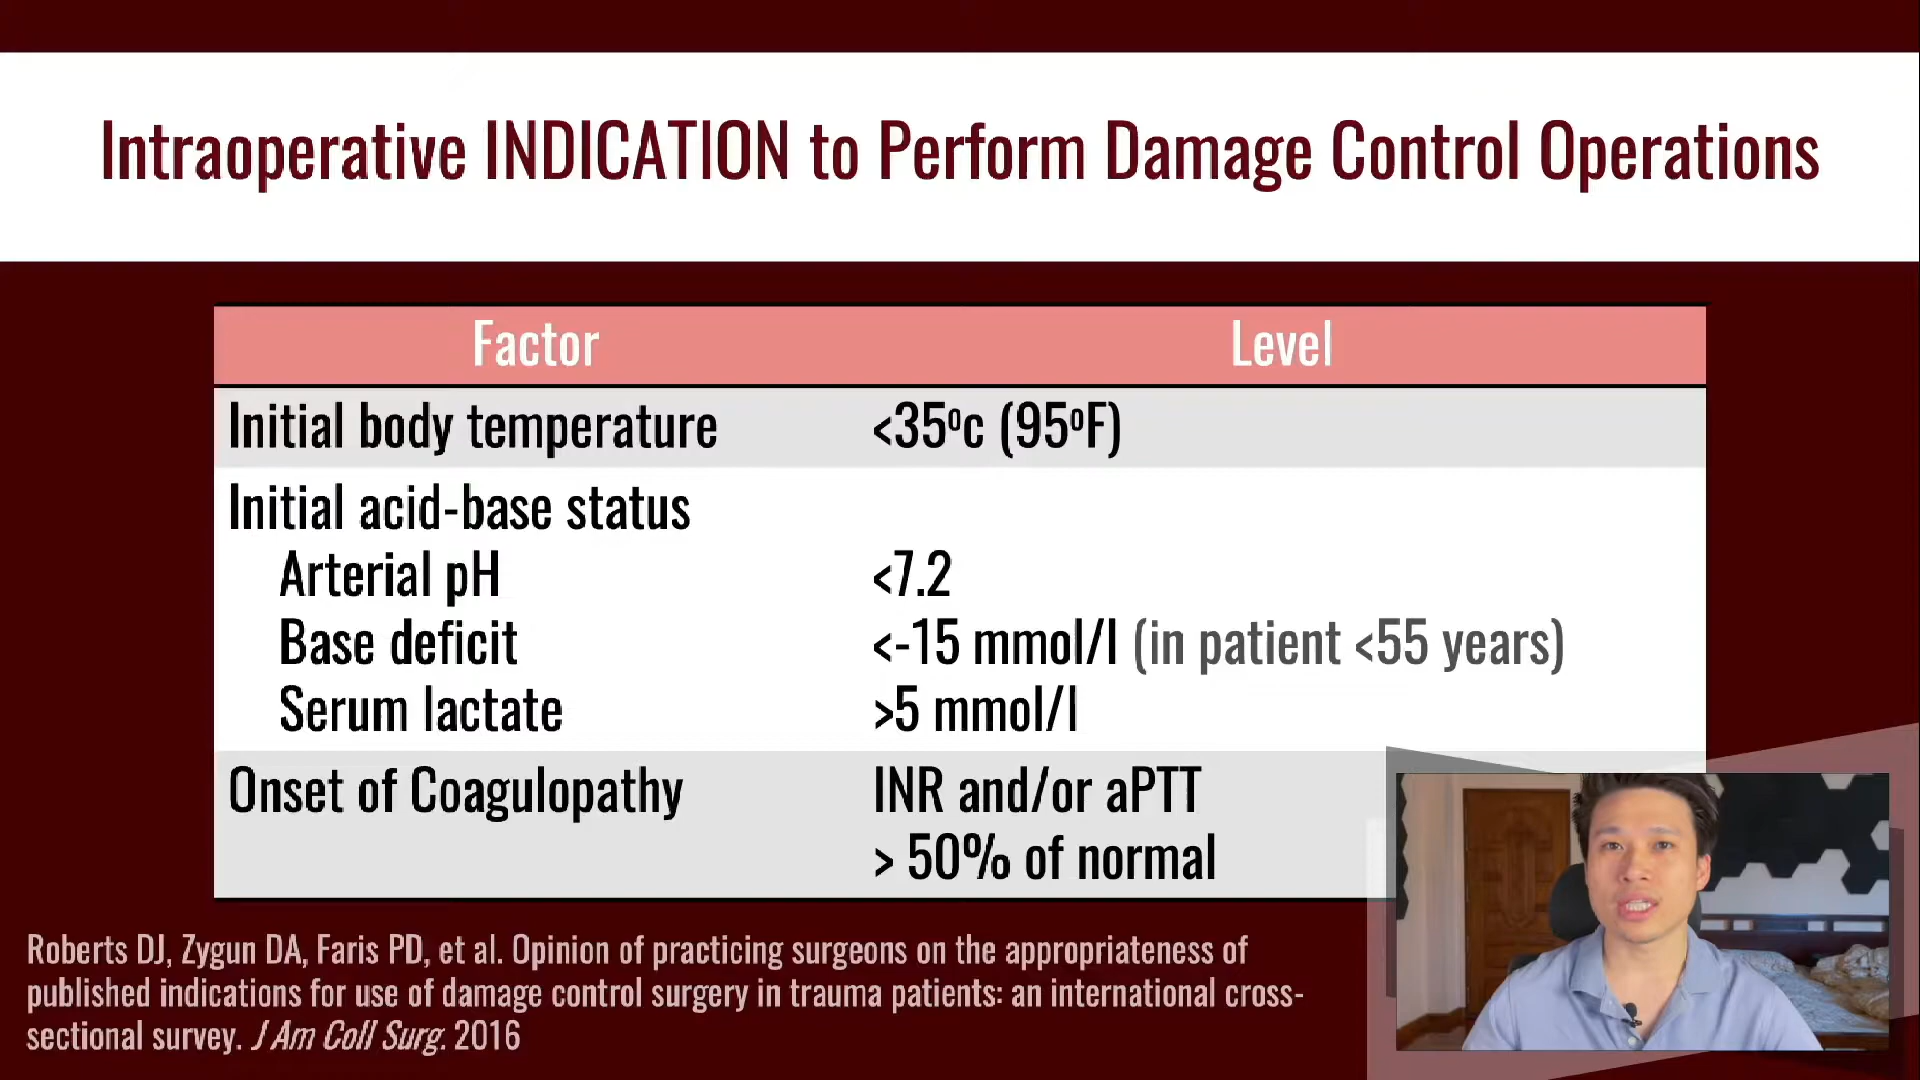 Intraoperative INDICATION to Perform Damage Control Operations
Factor Level
Initial body temperature <35⁰c (95⁰F)
Initial acid-base status
Arterial pH <7.2
Base deficit <-15 mmol/l (in patient <55 years)
Serum lactate >5 mmol/l
Onset of Coagulopathy INR and/or aPTT
> 50% of normal
Roberts DJ, Zygun DA, Faris PD, et al. Opinion of practicing surgeons on the appropriateness of
published indications for use of damage control surgery in trauma patients: an international cross-
sectional survey. J Am Coll Surg. 2016